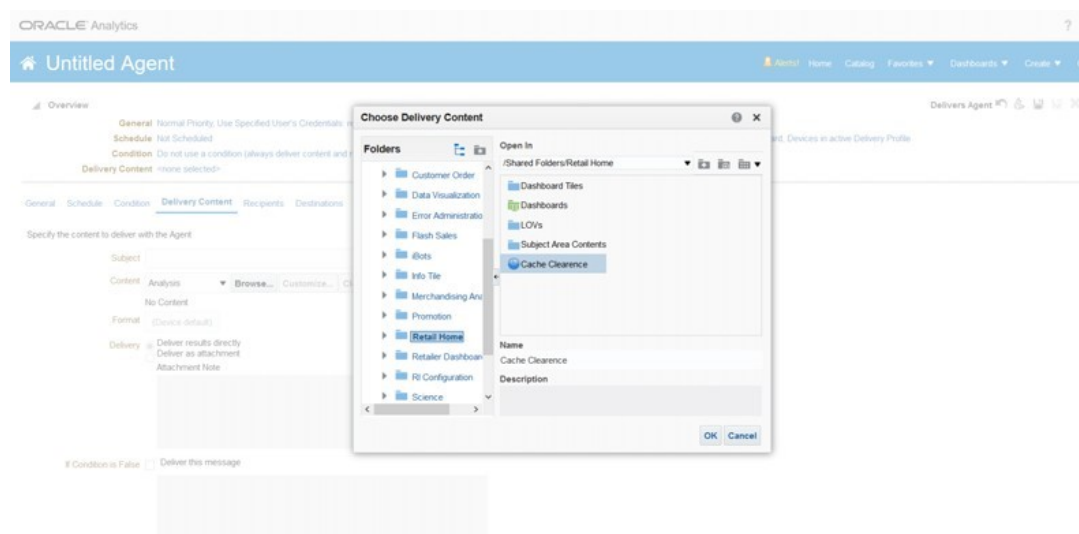 ORACLE Analytics
?
Untitled Agent
Alerts! Home Catalog Favorites Dashboards Create
Overview
Delivers Agent
General Normal Priority, Use Specified User's Credentials:
Schedule Not Scheduled
Condition Do not use a condition (always deliver content and
Delivery Content <none selected>
rd, Devices in active Delivery Profile
General Schedule Condition Delivery Content Recipients Destinations
Specify the content to deliver with the Agent
Subject
Content Analysis Browse... Customize...
No Content
Format (Device default)
Delivery Deliver results directly
Deliver as attachment
Attachment Note
If Condition is False Deliver this message
Choose Delivery Content
Folders
Customer Order
Data Visualization
Error Administratio
Flash Sales
iBots
Info Tile
Merchandising Ana
Promotion
Retail Home
Retailer Dashboar
RI Configuration
Science
Open In
/Shared Folders/Retail Home
Dashboard Tiles
Dashboards
LOVs
Subject Area Contents
Cache Clearence
Name
Cache Clearence
Description
OK Cancel